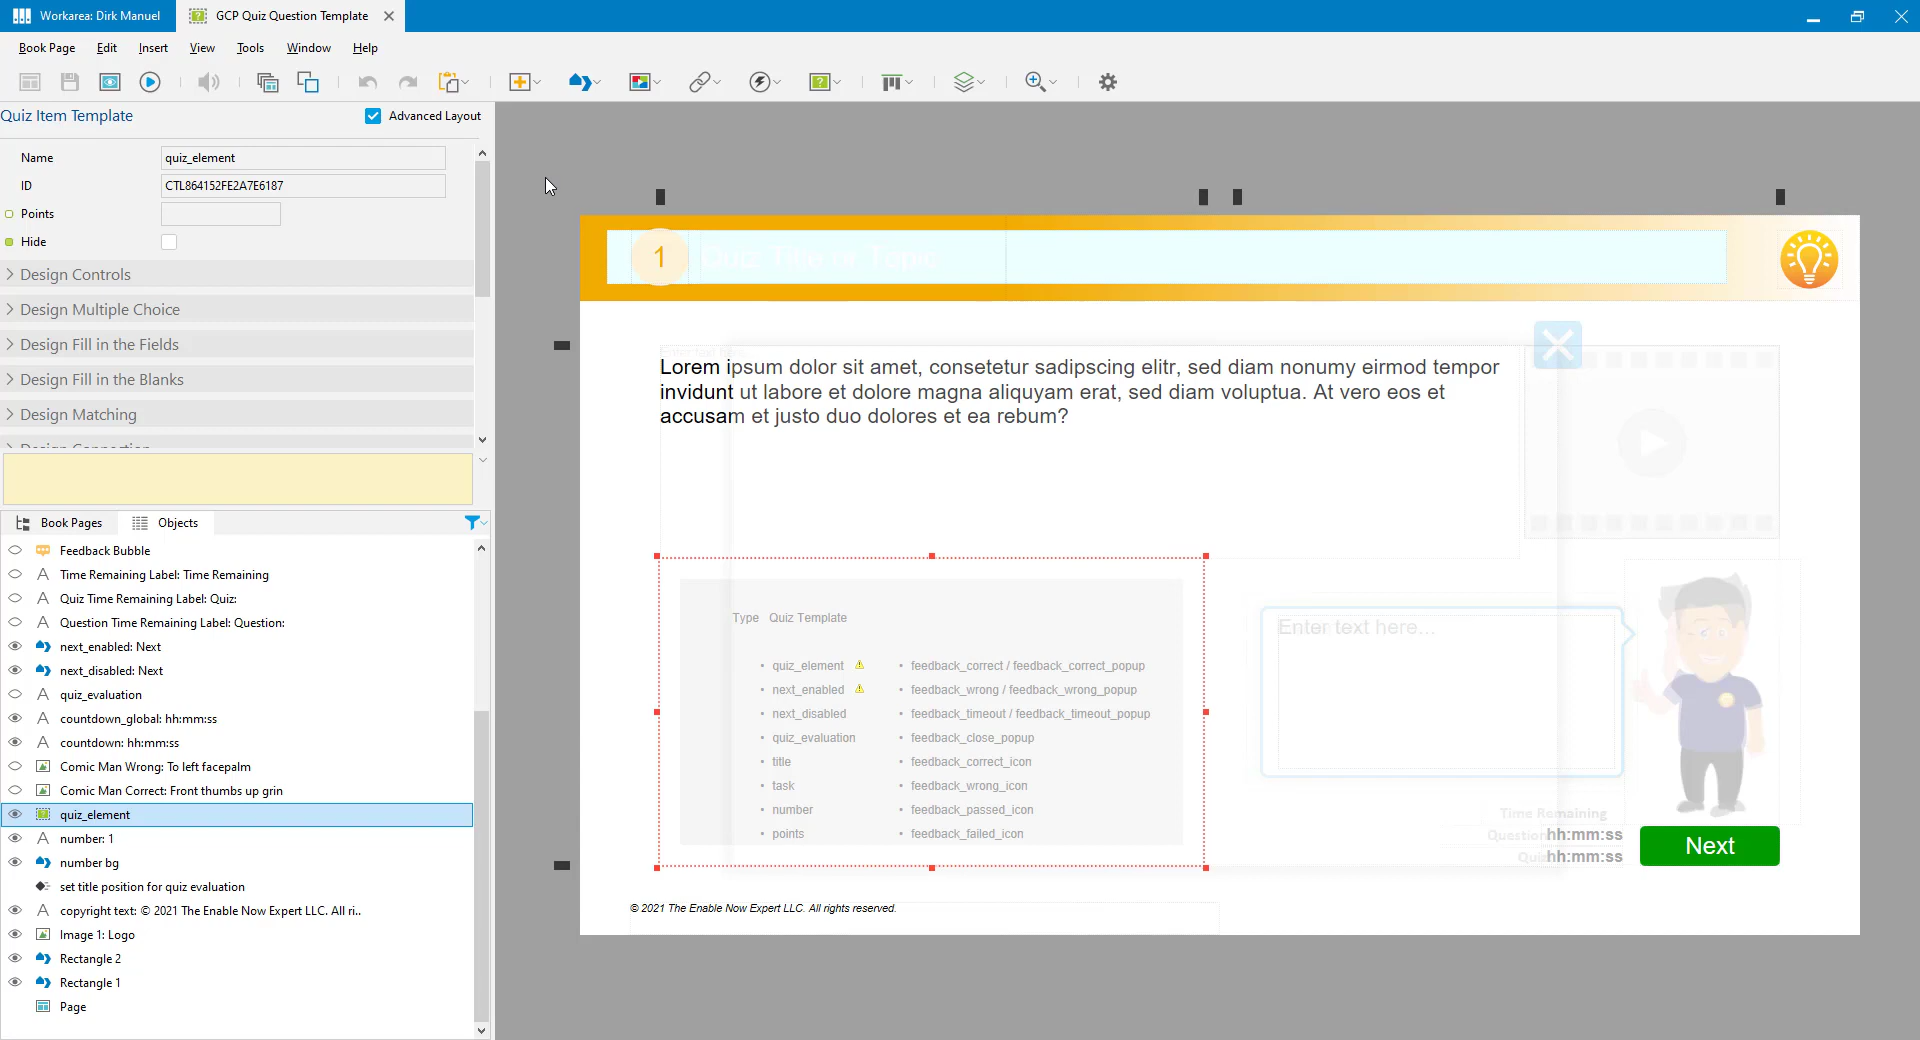 Workarea: Dirk Manuel
GCP Quiz Question Template
Book Page Edit Insert View Tools Window Help
Quiz Item Template
Advanced Layout
Name
quiz_element
ID
CTL864152FE2A7E6187
Points
Hide
Design Controls
Design Multiple Choice
Design Fill in the Fields
Design Fill in the Blanks
Design Matching
Design Connection
Book Pages
Objects
Feedback Bubble
Time Remaining Label: Time Remaining
Quiz Time Remaining Label: Quiz:
Question Time Remaining Label: Question:
next_enabled: Next
next_disabled: Next
quiz_evaluation
countdown_global: hh:mm:ss
countdown: hh:mm:ss
Comic Man Wrong: To left facepalm
Comic Man Correct: Front thumbs up grin
quiz_element
number: 1
number bg
set title position for quiz evaluation
copyright text: © 2021 The Enable Now Expert LLC. All ri..
Image 1: Logo
Rectangle 2
Rectangle 1
Page
1
Quiz Title or Topic
Lorem ipsum dolor sit amet, consetetur sadipscing elitr, sed diam nonumy eirmod tempor
invidunt ut labore et dolore magna aliquyam erat, sed diam voluptua. At vero eos et
accusam et justo duo dolores et ea rebum?
Type Quiz Template
• quiz_element
• next_enabled
• next_disabled
• quiz_evaluation
• title
• task
• number
• points
• feedback_correct / feedback_correct_popup
• feedback_wrong / feedback_wrong_popup
• feedback_timeout / feedback_timeout_popup
• feedback_close_popup
• feedback_correct_icon
• feedback_wrong_icon
• feedback_passed_icon
• feedback_failed_icon
Enter text here...
Time Remaining
Question hh:mm:ss
Quiz hh:mm:ss
Next
© 2021 The Enable Now Expert LLC. All rights reserved.